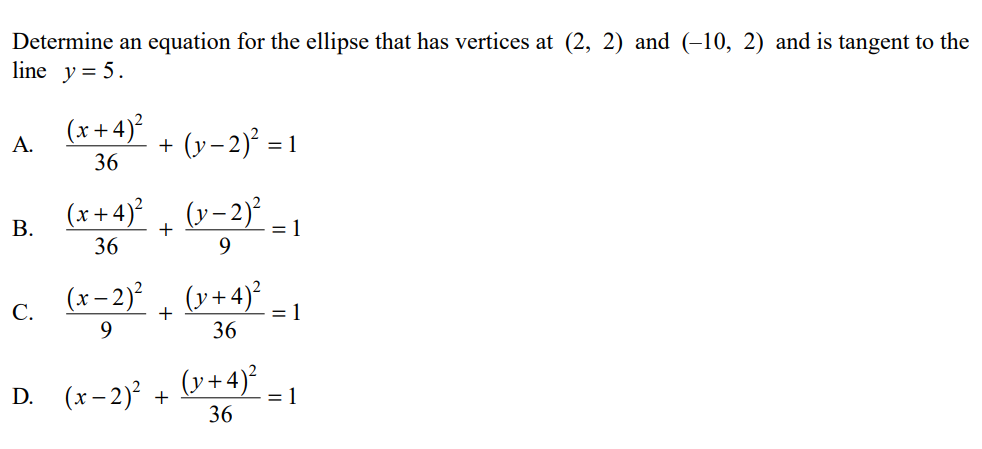 Determine an equation for the ellipse that has vertices at (2, 2) and (–10, 2) and is tangent to the
line y = 5.
A. (x + 4)² / 36 + (y – 2)² = 1
B. (x + 4)² / 36 + (y – 2)² / 9 = 1
C. (x – 2)² / 9 + (y + 4)² / 36 = 1
D. (x – 2)² + (y + 4)² / 36 = 1